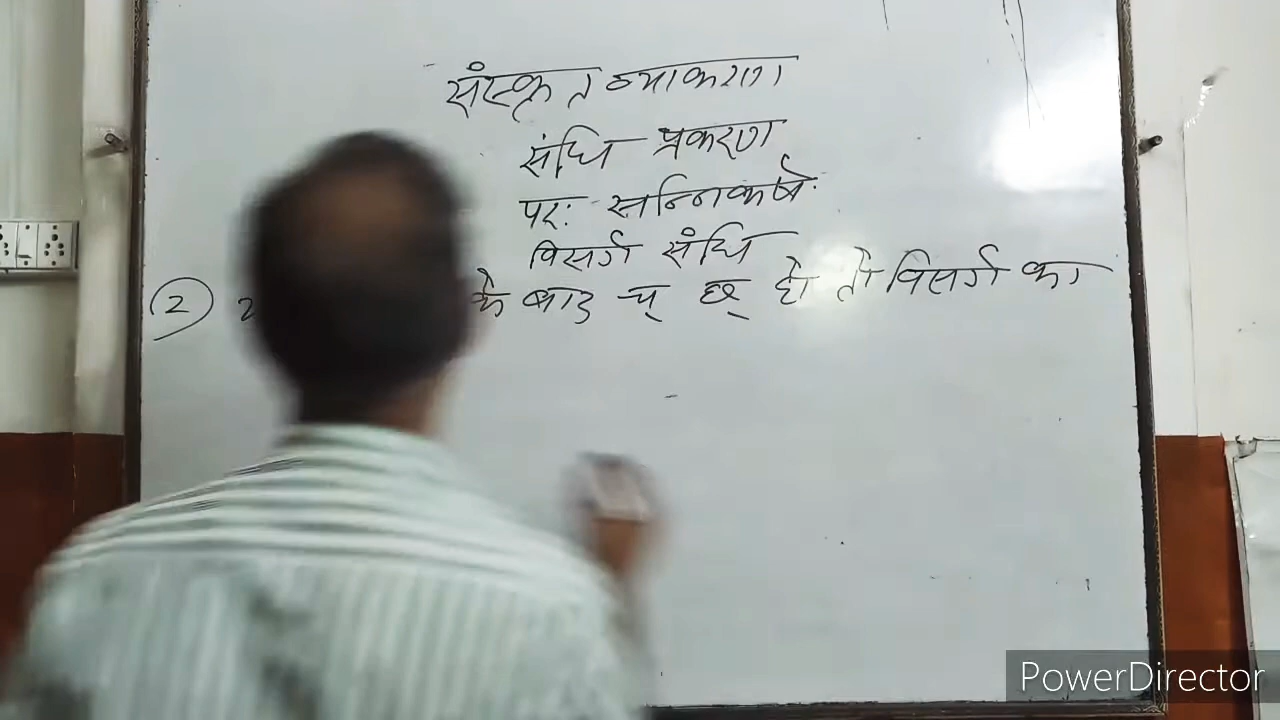 संस्कृत व्याकरण
संधि प्रकरण
परः सन्निकर्षः
विसर्ग संधि
2 के बाद च् छ् हो तो विसर्ग का
PowerDirector